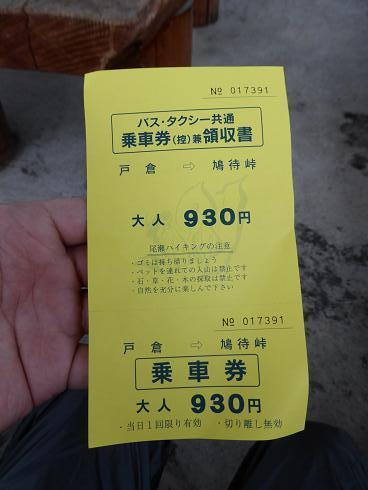 № 017391
バス・タクシー共通
乗車券(控)兼領収書
戸倉 ⇨ 鳩待峠
大人 930円
尾瀬ハイキングの注意
・ゴミは持ち帰りましょう
・ペットを連れての入山は禁止です
・石・草・花・木の採取は禁止です
・自然を充分に楽しんで下さい
№ 017391
戸倉 ⇨ 鳩待峠
乗車券
大人 930円
・当日1回限り有効 ・切り離し無効